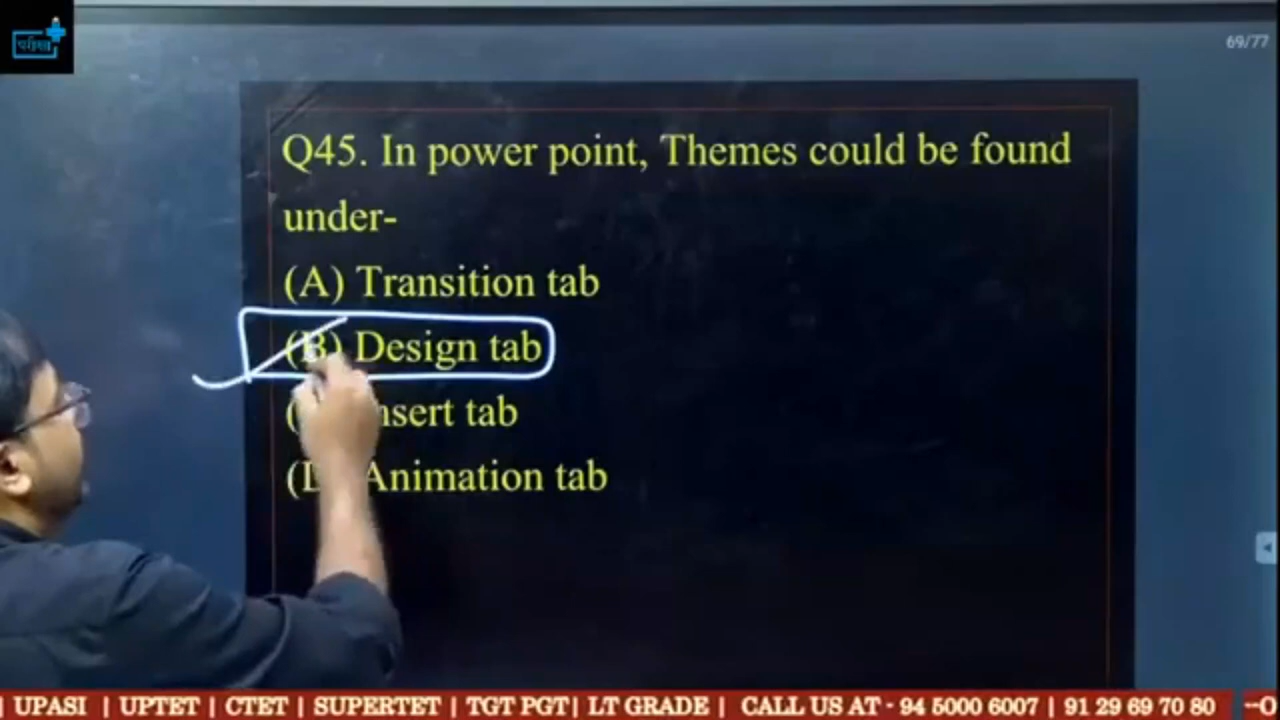 परीक्षा
69/77
Q45. In power point, Themes could be found
under-
(A) Transition tab
(B) Design tab
nsert tab
Animation tab
| UPASI | UPTET | CTET | SUPERTET | TGT PGT | LT GRADE | CALL US AT - 94 5000 6007 | 91 29 69 70 80 --O